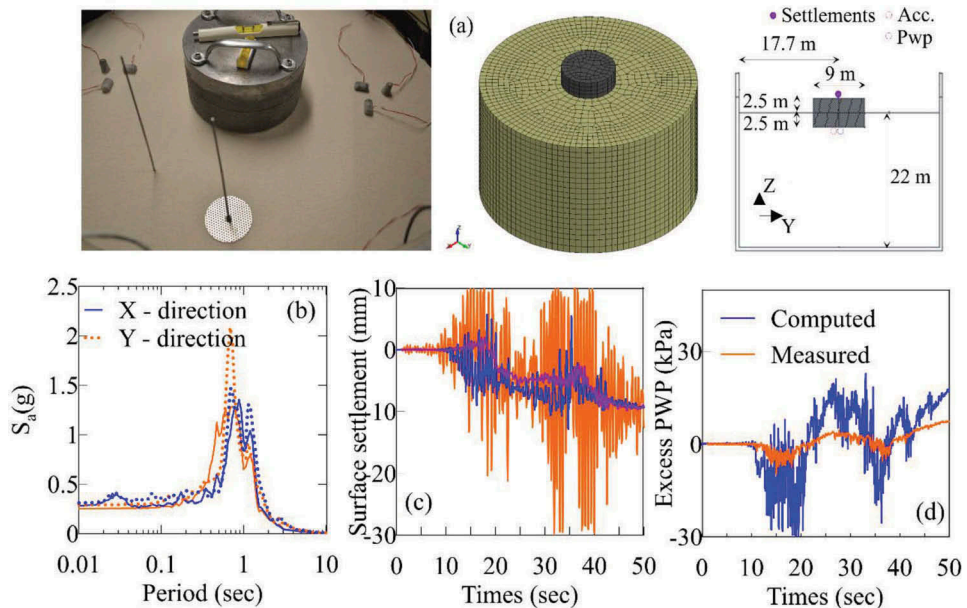 (a)
Settlements
Acc.
Pwp
17.7 m
9 m
2.5 m
2.5 m
22 m
Z
Y
(b)
X - direction
Y - direction
2.5
2
1.5
1
0.5
0
Sa(g)
0.01
0.1
1
10
Period (sec)
(c)
10
0
10
-20
-30
Surface settlement (mm)
0
10
20
30
40
50
Times (sec)
(d)
Computed
Measured
30
0
-30
Excess PWP (kPa)
0
10
20
30
40
50
Times (sec)